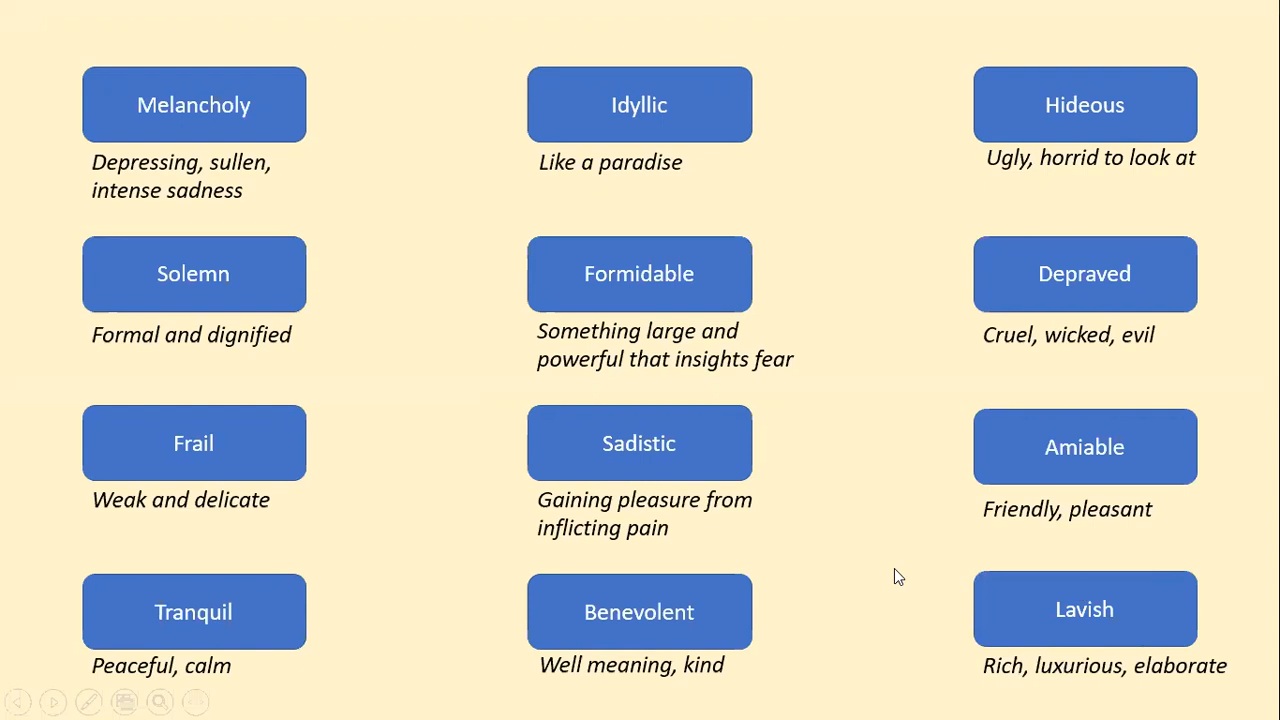 Melancholy
Depressing, sullen,
intense sadness
Idyllic
Like a paradise
Hideous
Ugly, horrid to look at
Solemn
Formal and dignified
Formidable
Something large and
powerful that insights fear
Depraved
Cruel, wicked, evil
Frail
Weak and delicate
Sadistic
Gaining pleasure from
inflicting pain
Amiable
Friendly, pleasant
Tranquil
Peaceful, calm
Benevolent
Well meaning, kind
Lavish
Rich, luxurious, elaborate